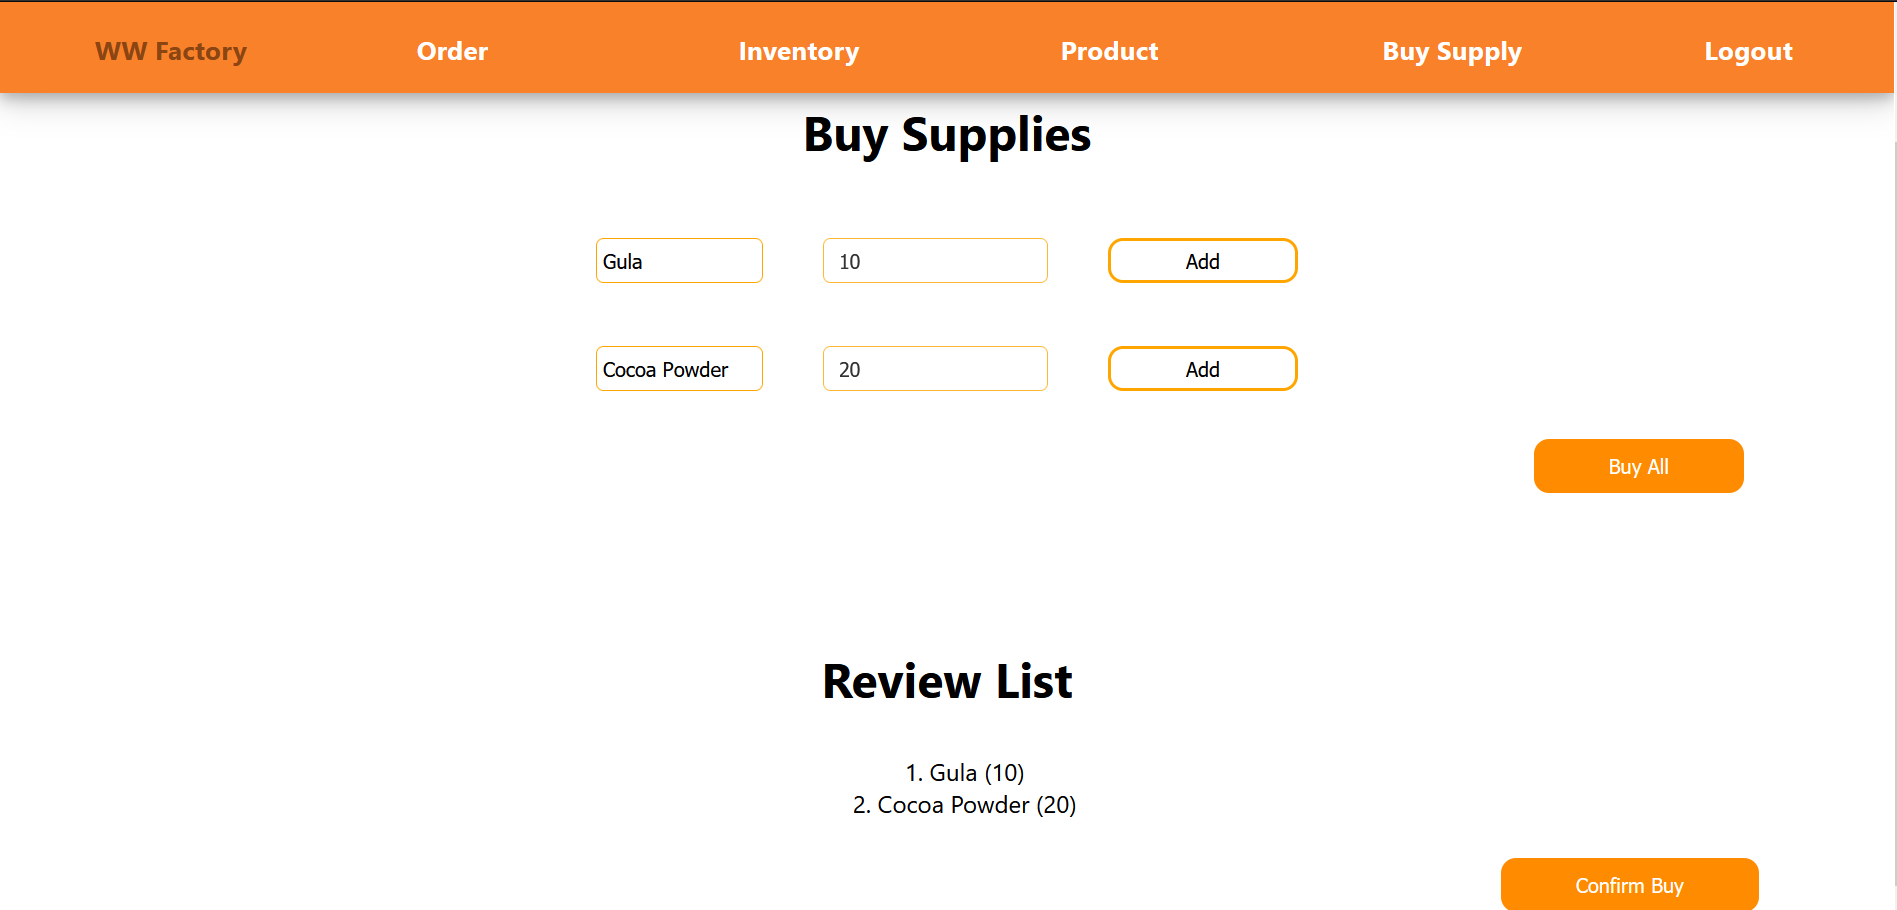 WW Factory Order Inventory Product Buy Supply Logout
Buy Supplies
Gula 10 Add
Cocoa Powder 20 Add
Buy All
Review List
1. Gula (10)
2. Cocoa Powder (20)
Confirm Buy